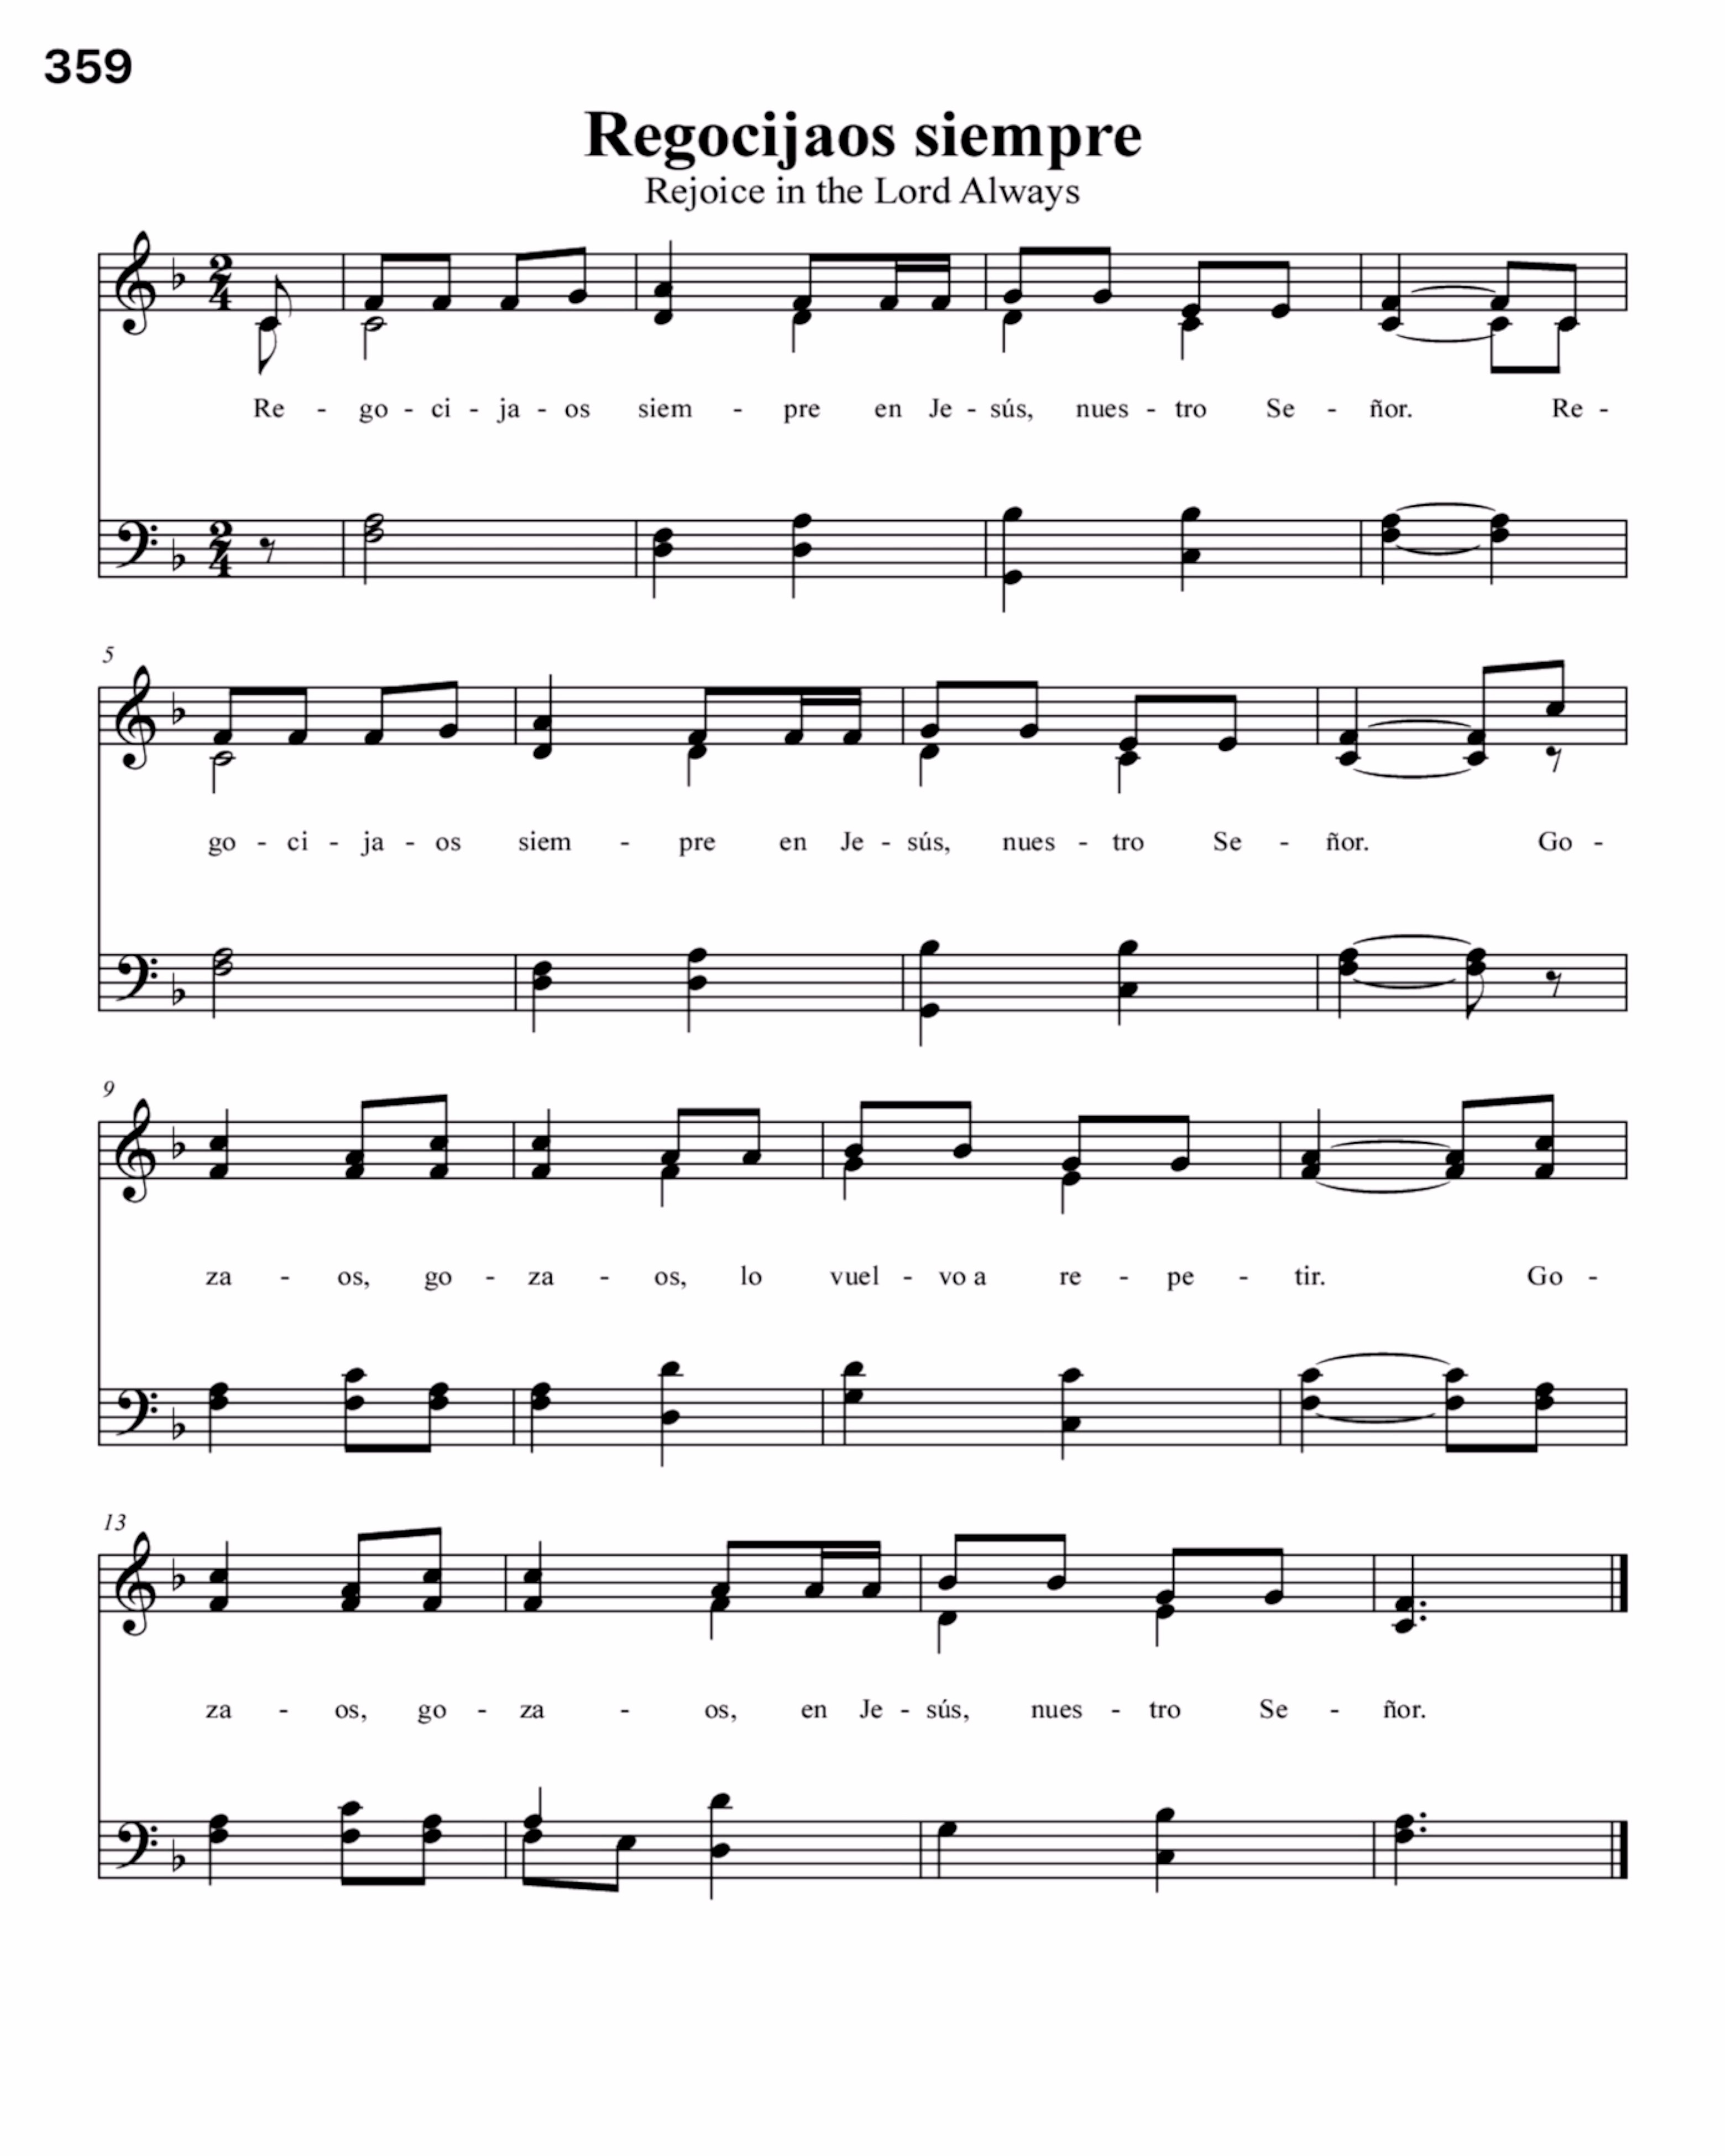 359
Regocijaos siempre
Rejoice in the Lord Always
2
4
Re - go - ci - ja - os siem - pre en Je - sús, nues - tro Se - ñor. Re -
2
4
5
go - ci - ja - os siem - pre en Je - sús, nues - tro Se - ñor. Go -
9
za - os, go - za - os, lo vuel - vo a re - pe - tir. Go -
13
za - os, go - za - os, en Je - sús, nues - tro Se - ñor.